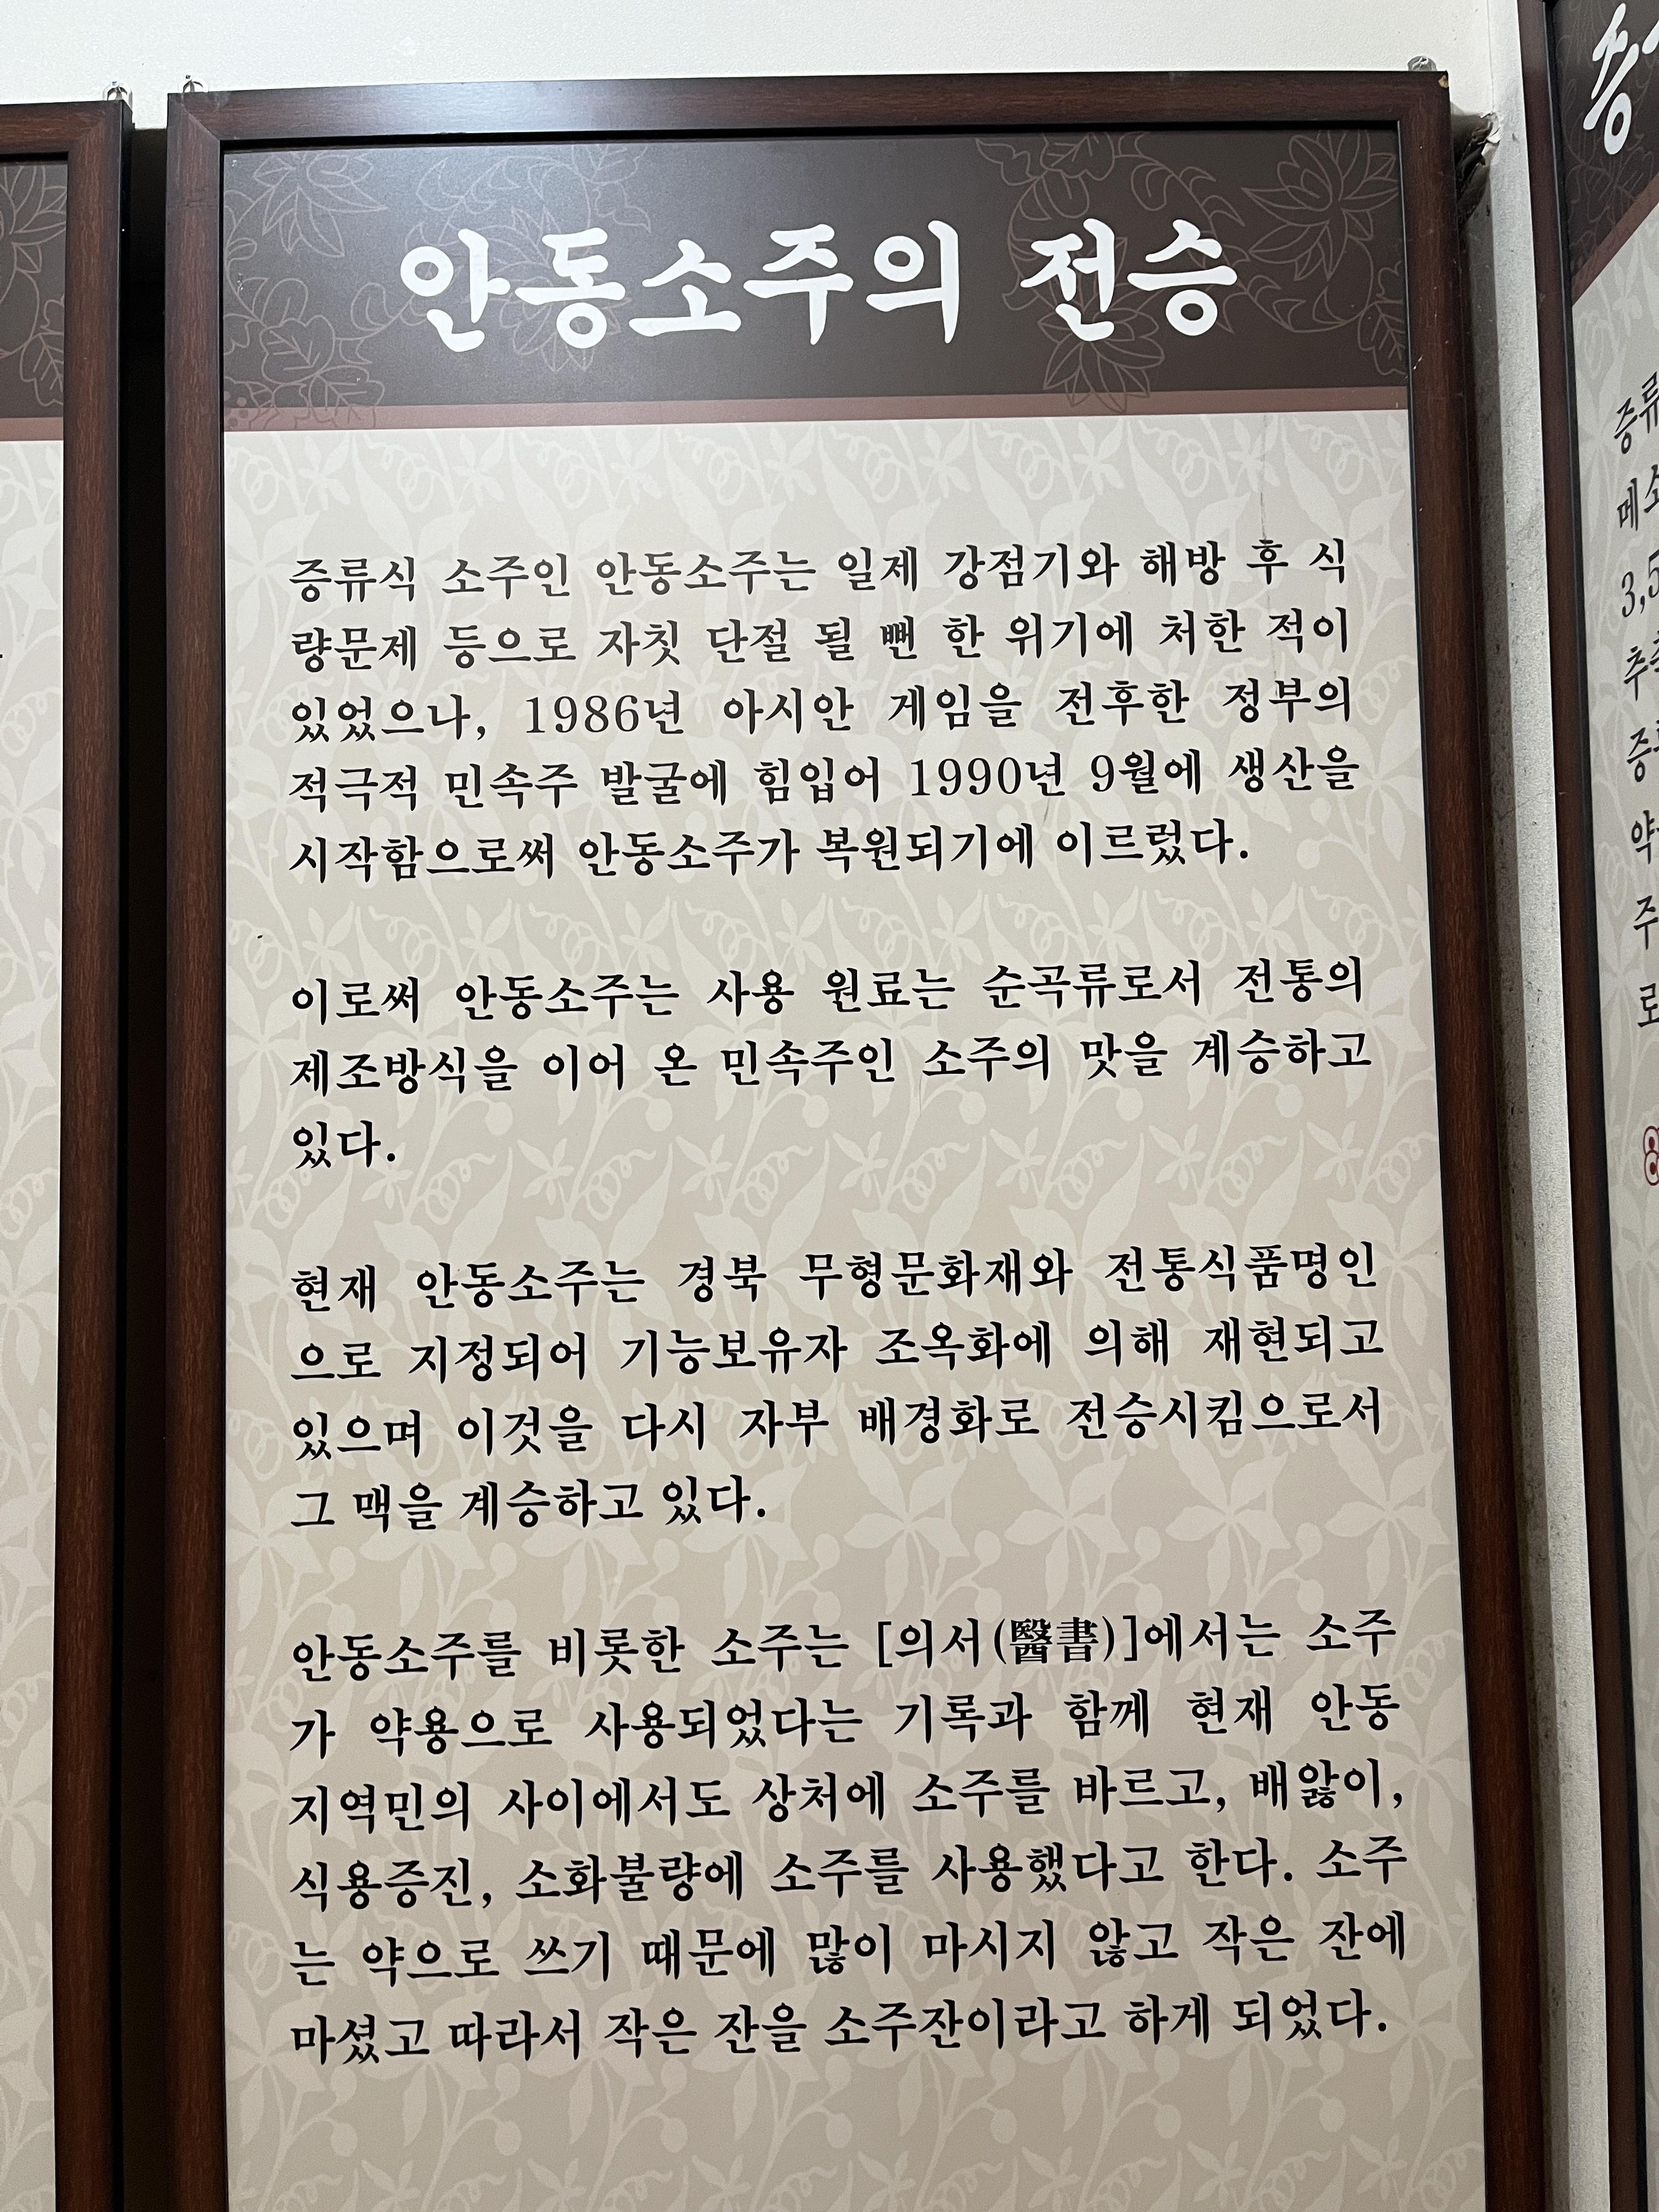 안동소주의 전승
증류식 소주인 안동소주는 일제 강점기와 해방 후 식
량문제 등으로 자칫 단절 될 뻔 한 위기에 처한 적이
있었으나, 1986년 아시안 게임을 전후한 정부의
적극적 민속주 발굴에 힘입어 1990년 9월에 생산을
시작함으로써 안동소주가 복원되기에 이르렀다.
이로써 안동소주는 사용 원료는 순곡류로서 전통의
제조방식을 이어 온 민속주인 소주의 맛을 계승하고
있다.
현재 안동소주는 경북 무형문화재와 전통식품명인
으로 지정되어 기능보유자 조옥화에 의해 재현되고
있으며 이것을 다시 자부 배경화로 전승시킴으로서
그 맥을 계승하고 있다.
안동소주를 비롯한 소주는 [의서(醫書)]에서는 소주
가 약용으로 사용되었다는 기록과 함께 현재 안동
지역민의 사이에서도 상처에 소주를 바르고, 배앓이,
식용증진, 소화불량에 소주를 사용했다고 한다. 소주
는 약으로 쓰기 때문에 많이 마시지 않고 작은 잔에
마셨고 따라서 작은 잔을 소주잔이라고 하게 되었다.
증류
메소
3,5
증
약
주
로